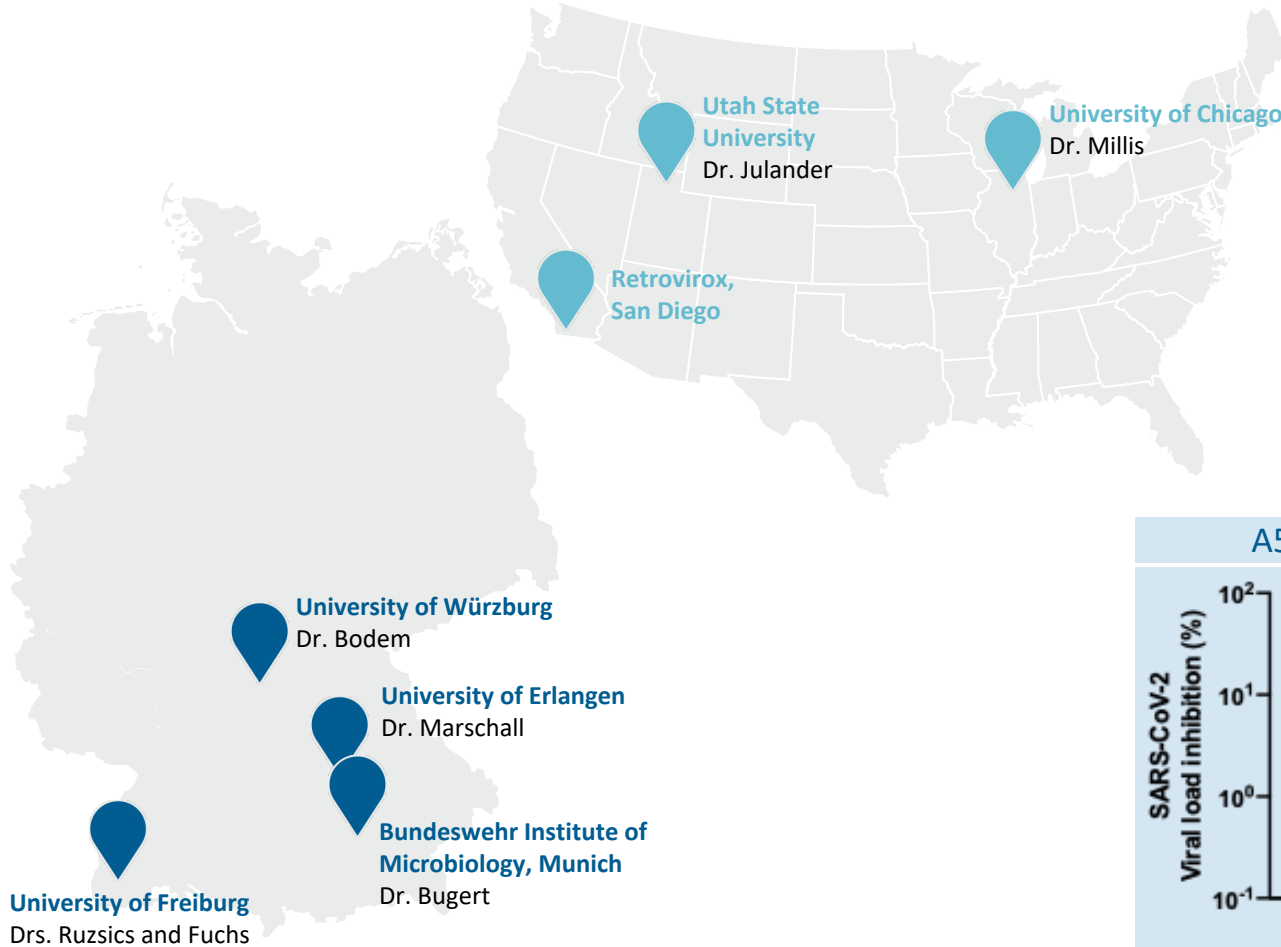 Utah State
University
Dr. Julander
University of Chicago
Dr. Millis
Retrovirox,
San Diego
University of Würzburg
Dr. Bodem
University of Erlangen
Dr. Marschall
Bundeswehr Institute of
Microbiology, Munich
Dr. Bugert
University of Freiburg
Drs. Ruzsics and Fuchs
SARS-CoV-2
Viral load inhibition (%)
10²
10¹
10⁰
10⁻¹